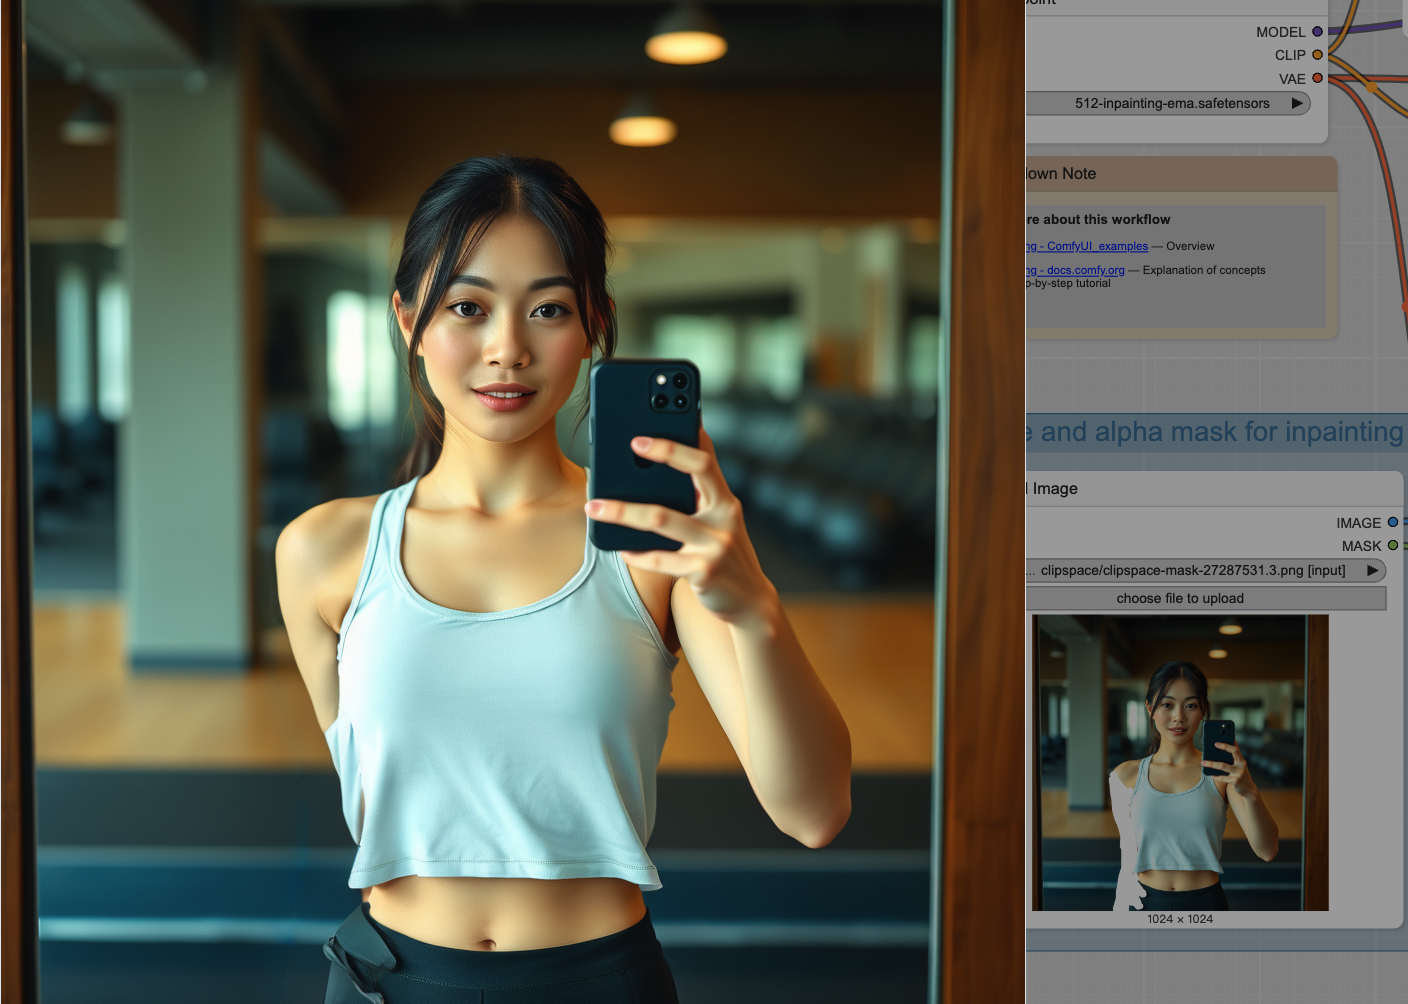 MODEL
CLIP
VAE
512-inpainting-ema.safetensors
Note
re about this workflow
ng - ComfyUI_examples — Overview
ng - docs.comfy.org — Explanation of concepts
o-by-step tutorial
e and alpha mask for inpainting
Image
IMAGE
MASK
... clipspace/clipspace-mask-27287531.3.png [input]
choose file to upload
1024 × 1024